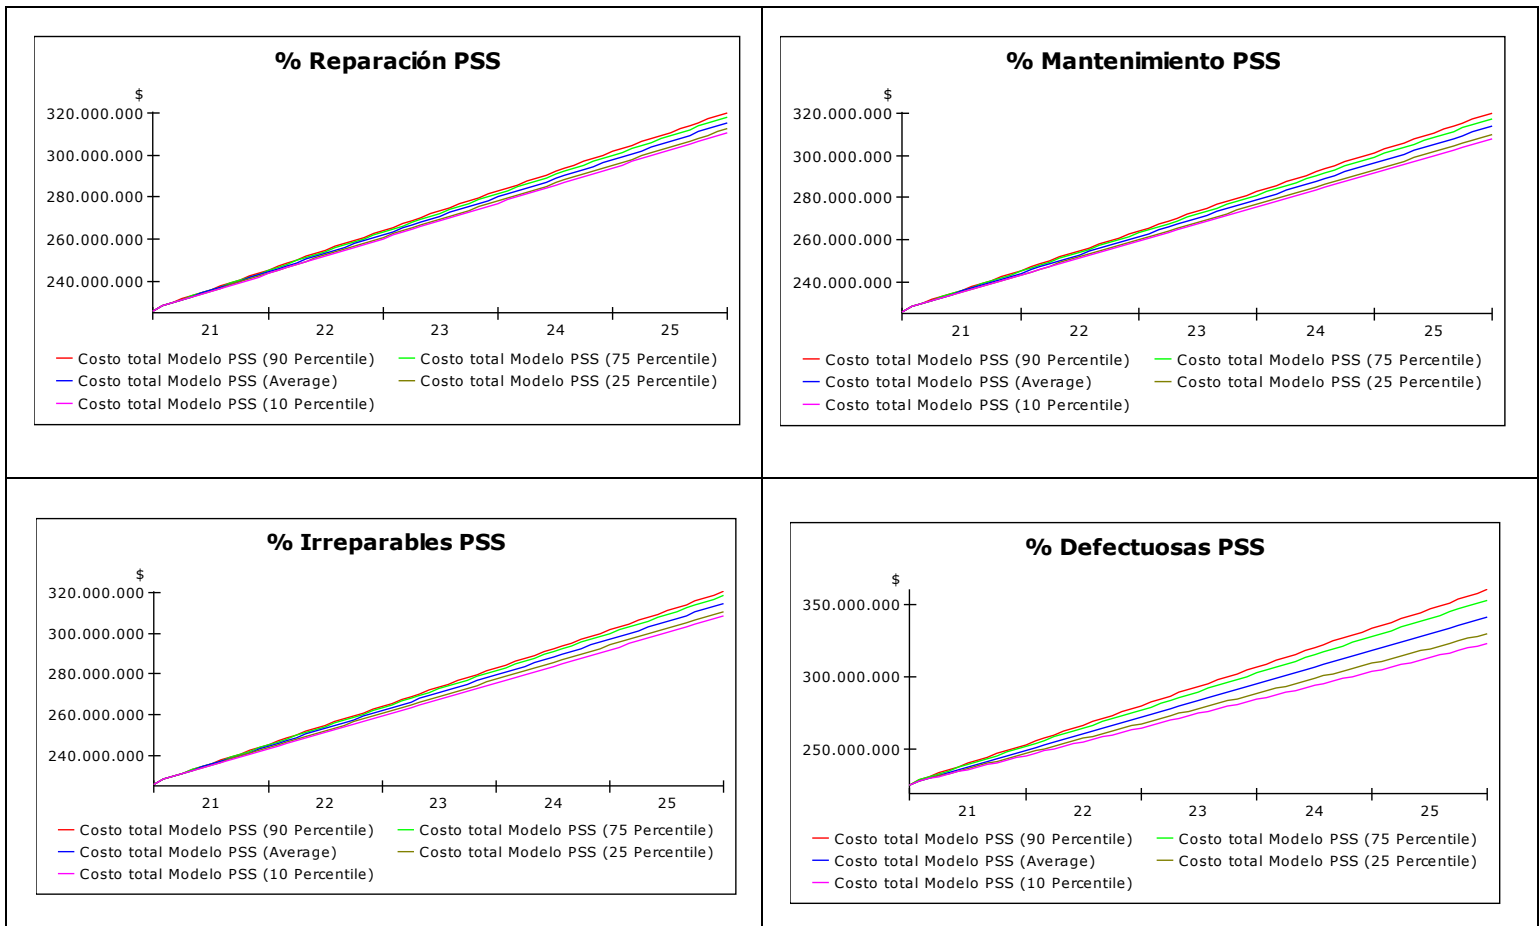 % Reparación PSS
$
320.000.000
300.000.000
280.000.000
260.000.000
240.000.000
21 22 23 24 25
Costo total Modelo PSS (90 Percentile) Costo total Modelo PSS (75 Percentile)
Costo total Modelo PSS (Average) Costo total Modelo PSS (25 Percentile)
Costo total Modelo PSS (10 Percentile)
% Mantenimiento PSS
$
320.000.000
300.000.000
280.000.000
260.000.000
240.000.000
21 22 23 24 25
Costo total Modelo PSS (90 Percentile) Costo total Modelo PSS (75 Percentile)
Costo total Modelo PSS (Average) Costo total Modelo PSS (25 Percentile)
Costo total Modelo PSS (10 Percentile)
% Irreparables PSS
$
320.000.000
300.000.000
280.000.000
260.000.000
240.000.000
21 22 23 24 25
Costo total Modelo PSS (90 Percentile) Costo total Modelo PSS (75 Percentile)
Costo total Modelo PSS (Average) Costo total Modelo PSS (25 Percentile)
Costo total Modelo PSS (10 Percentile)
% Defectuosas PSS
$
350.000.000
300.000.000
250.000.000
21 22 23 24 25
Costo total Modelo PSS (90 Percentile) Costo total Modelo PSS (75 Percentile)
Costo total Modelo PSS (Average) Costo total Modelo PSS (25 Percentile)
Costo total Modelo PSS (10 Percentile)